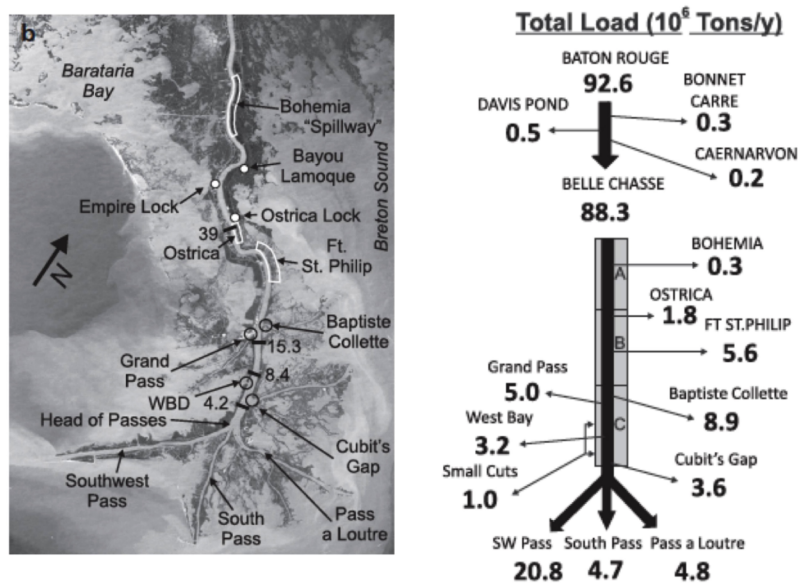 b
Barataria
Bay
Bohemia
"Spillway"
Bayou
Lamoque
Empire Lock
Breton Sound
Ostrica Lock
39
Ostrica
Ft.
St. Philip
N
Baptiste
Collette
Grand
Pass
15.3
8.4
WBD
4.2
Head of Passes
Cubit's
Gap
Southwest
Pass
South
Pass
Pass
a Loutre
Total Load (10⁶ Tons/y)
BATON ROUGE
92.6
BONNET
CARRE
0.3
DAVIS POND
0.5
CAERNARVON
0.2
BELLE CHASSE
88.3
BOHEMIA
0.3
A
OSTRICA
1.8
FT ST.PHILIP
5.6
B
Grand Pass
5.0
Baptiste Collette
8.9
West Bay
3.2
C
Small Cuts
1.0
Cubit's Gap
3.6
SW Pass South Pass Pass a Loutre
20.8 4.7 4.8